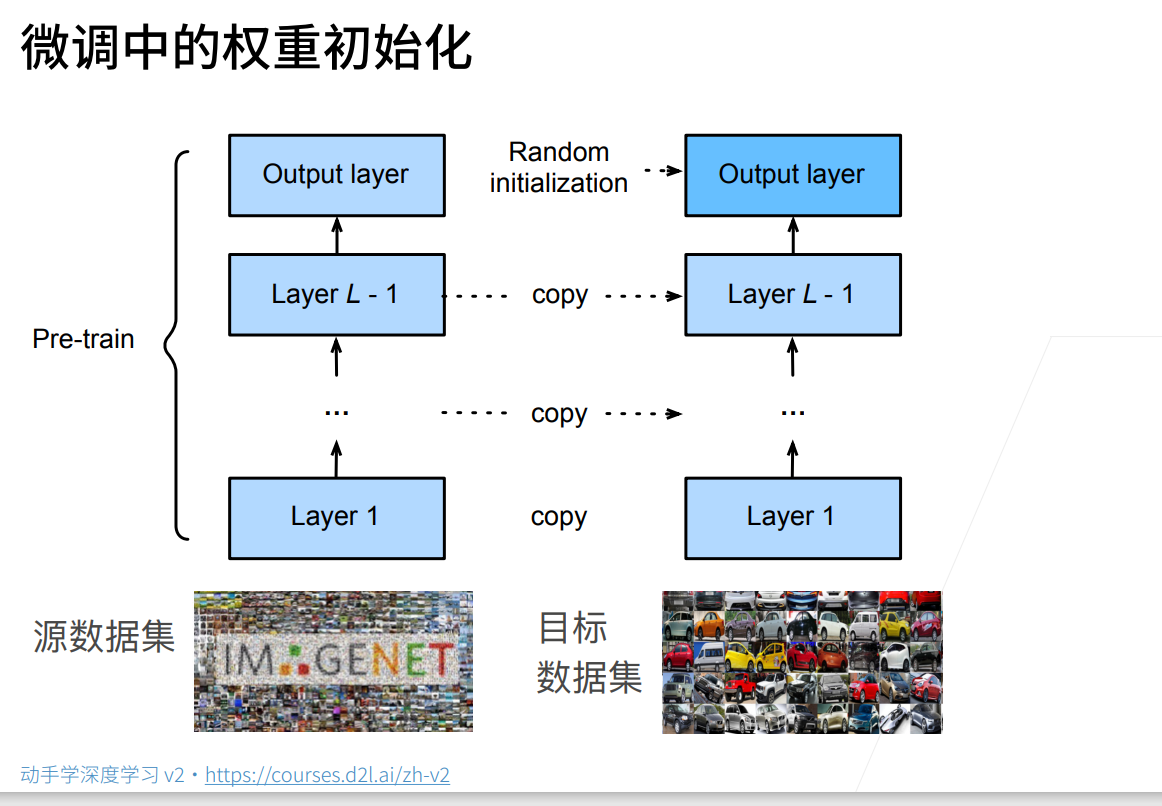 微调中的权重初始化
Output layer
Random
initialization
Output layer
Layer L - 1
copy
Layer L - 1
Pre-train
...
copy
...
Layer 1
copy
Layer 1
源数据集
IMAGENET
目标
数据集
动手学深度学习 v2 · https://courses.d2l.ai/zh-v2